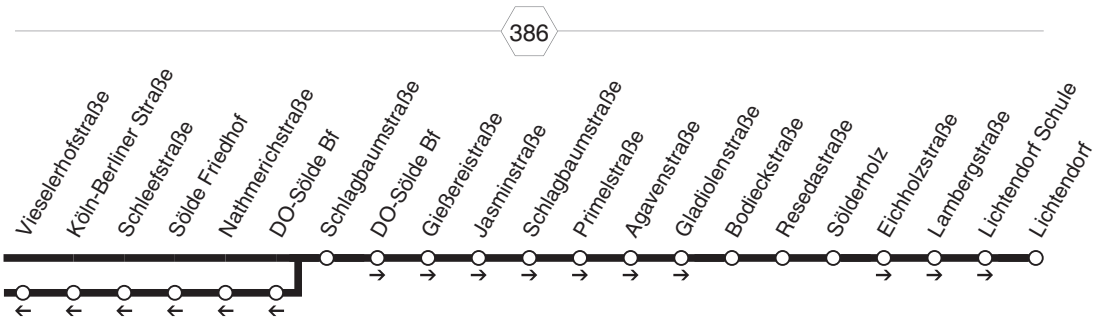 386
Vieselerhofstraße
Köln-Berliner Straße
Schleefstraße
Sölde Friedhof
Nathmerichstraße
DO-Sölde Bf
Schlagbaumstraße
DO-Sölde Bf
Gießereistraße
Jasminstraße
Schlagbaumstraße
Primelstraße
Agavenstraße
Gladiolenstraße
Bodieckstraße
Resedastraße
Sölderholz
Eichholzstraße
Lambergstraße
Lichtendorf Schule
Lichtendorf